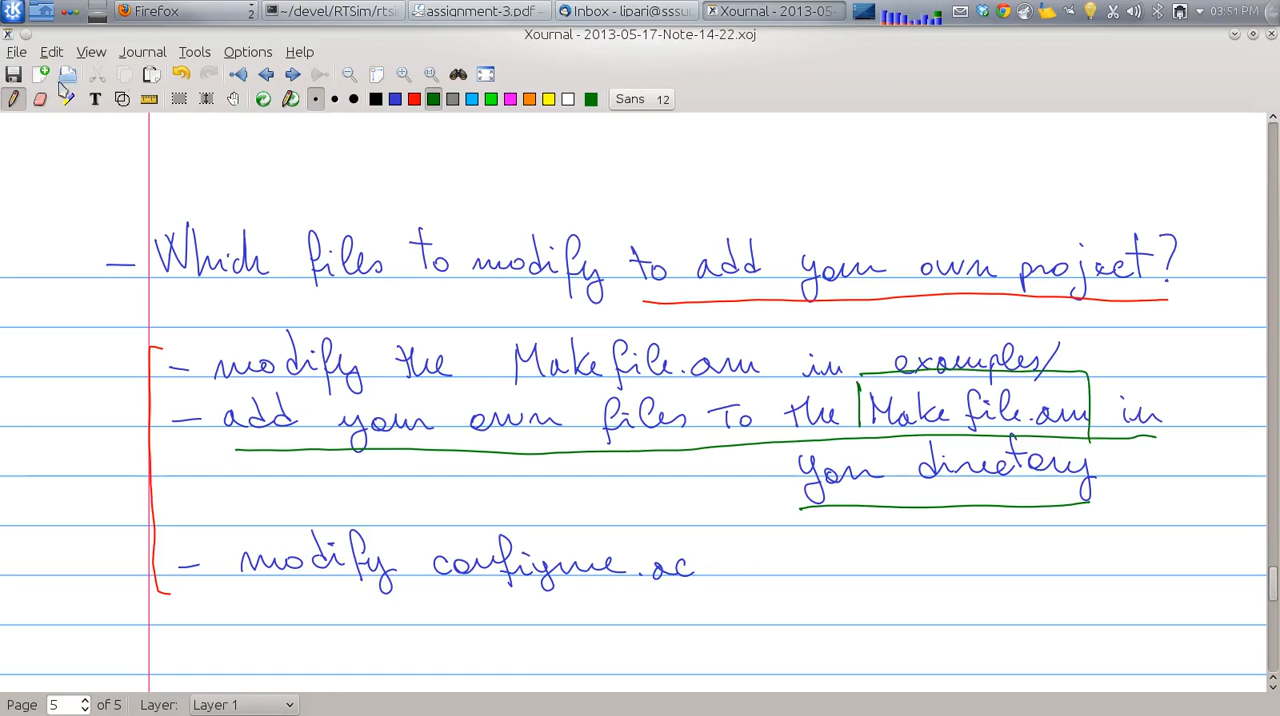 Firefox 2 ~/devel/RTSim/rtsi assignment-3.pdf - Inbox - lipari@sssu Xournal - 2013-05- 03:51 PM
Xournal - 2013-05-17-Note-14-22.xoj
File Edit View Journal Tools Options Help
Sans 12
- Which files to modify to add your own project?
- modify the Makefile.am in examples/
- add your own files to the Makefile.am in
your directory
- modify configure.ac
Page 5 of 5 Layer: Layer 1